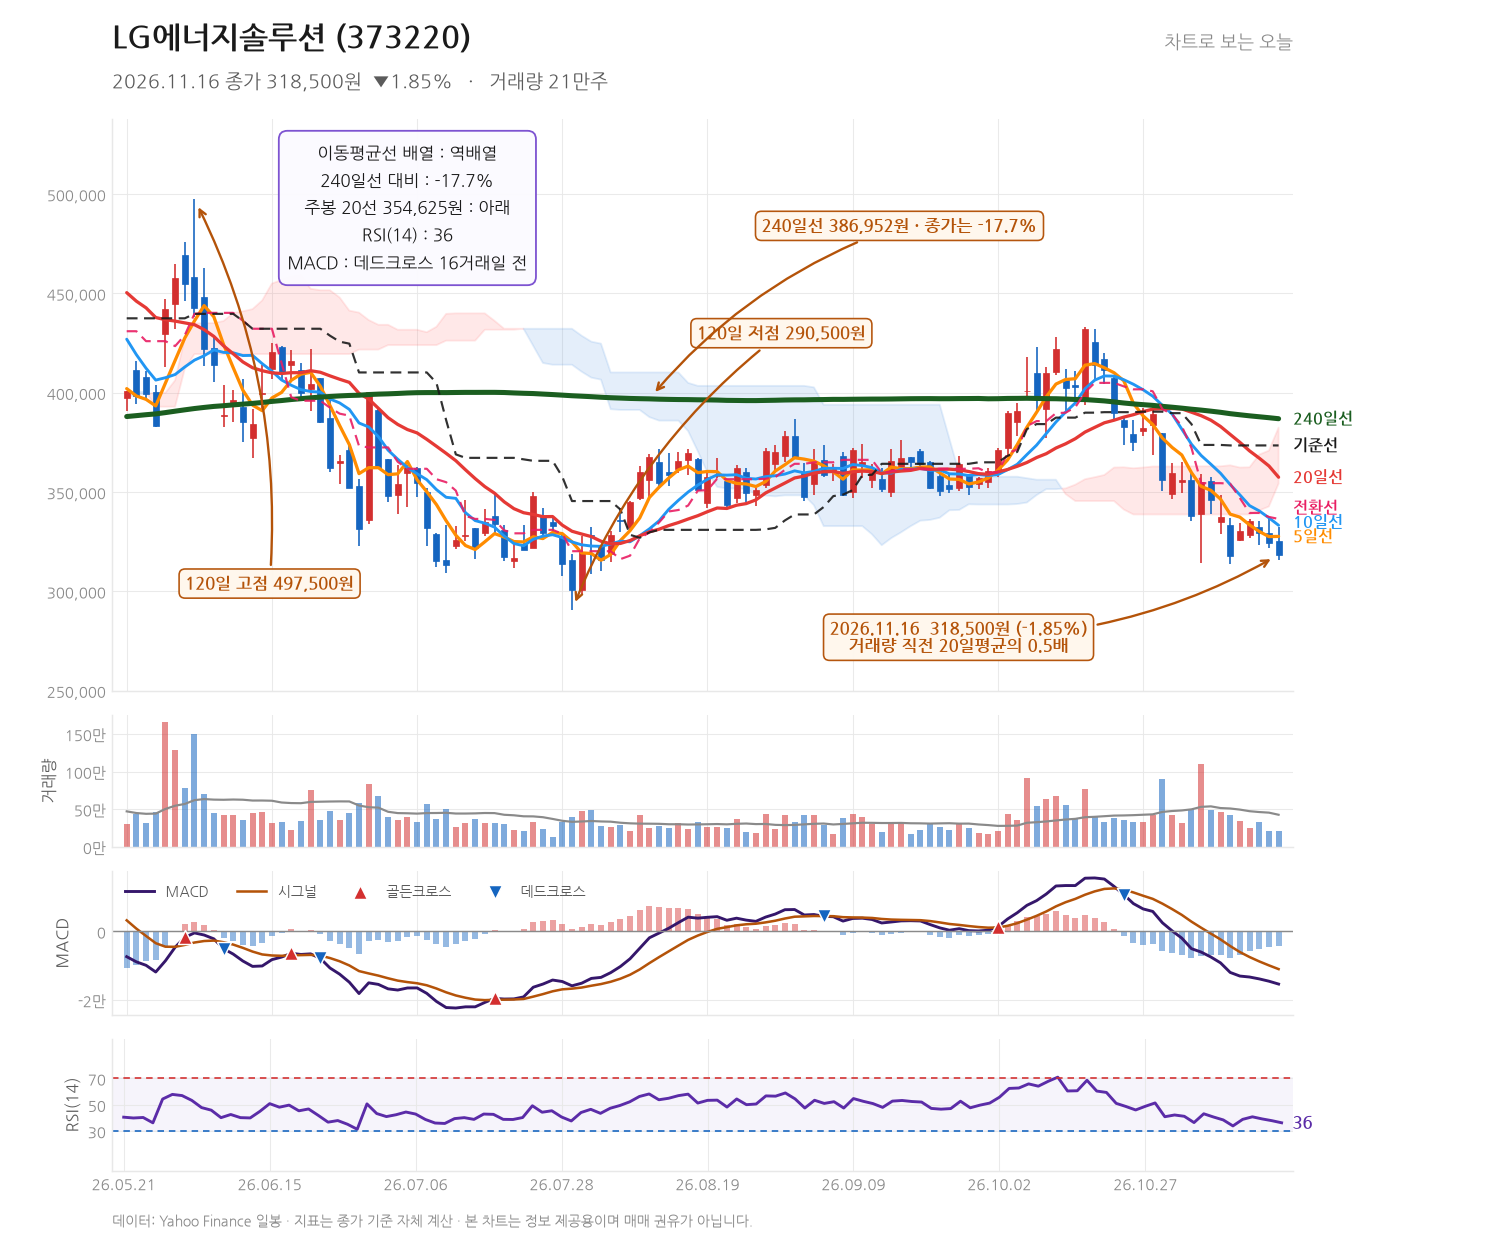 LG에너지솔루션 (373220)
차트로 보는 오늘
2026.11.16 종가 318,500원 ▼1.85% · 거래량 21만주
이동평균선 배열 : 역배열
240일선 대비 : -17.7%
주봉 20선 354,625원 : 아래
RSI(14) : 36
MACD : 데드크로스 16거래일 전
240일선 386,952원 · 종가는 -17.7%
120일 저점 290,500원
120일 고점 497,500원
2026.11.16 318,500원 (-1.85%)
거래량 직전 20일평균의 0.5배
500,000
450,000
400,000
350,000
300,000
250,000
240일선
기준선
20일선
전환선
10일선
5일선
거래량
150만
100만
50만
0만
MACD
시그널
골든크로스
데드크로스
MACD
0
-2만
RSI(14)
70
50
30
36
26.05.21
26.06.15
26.07.06
26.07.28
26.08.19
26.09.09
26.10.02
26.10.27
데이터: Yahoo Finance 일봉 · 지표는 종가 기준 자체 계산 · 본 차트는 정보 제공용이며 매매 권유가 아닙니다.